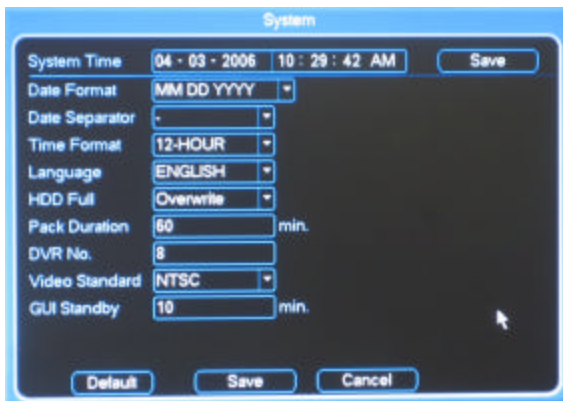 System
System Time 04 - 03 - 2006 10 : 29 : 42 AM Save
Date Format MM DD YYYY
Date Separator -
Time Format 12-HOUR
Language ENGLISH
HDD Full Overwrite
Pack Duration 60 min.
DVR No. 8
Video Standard NTSC
GUI Standby 10 min.
Default Save Cancel